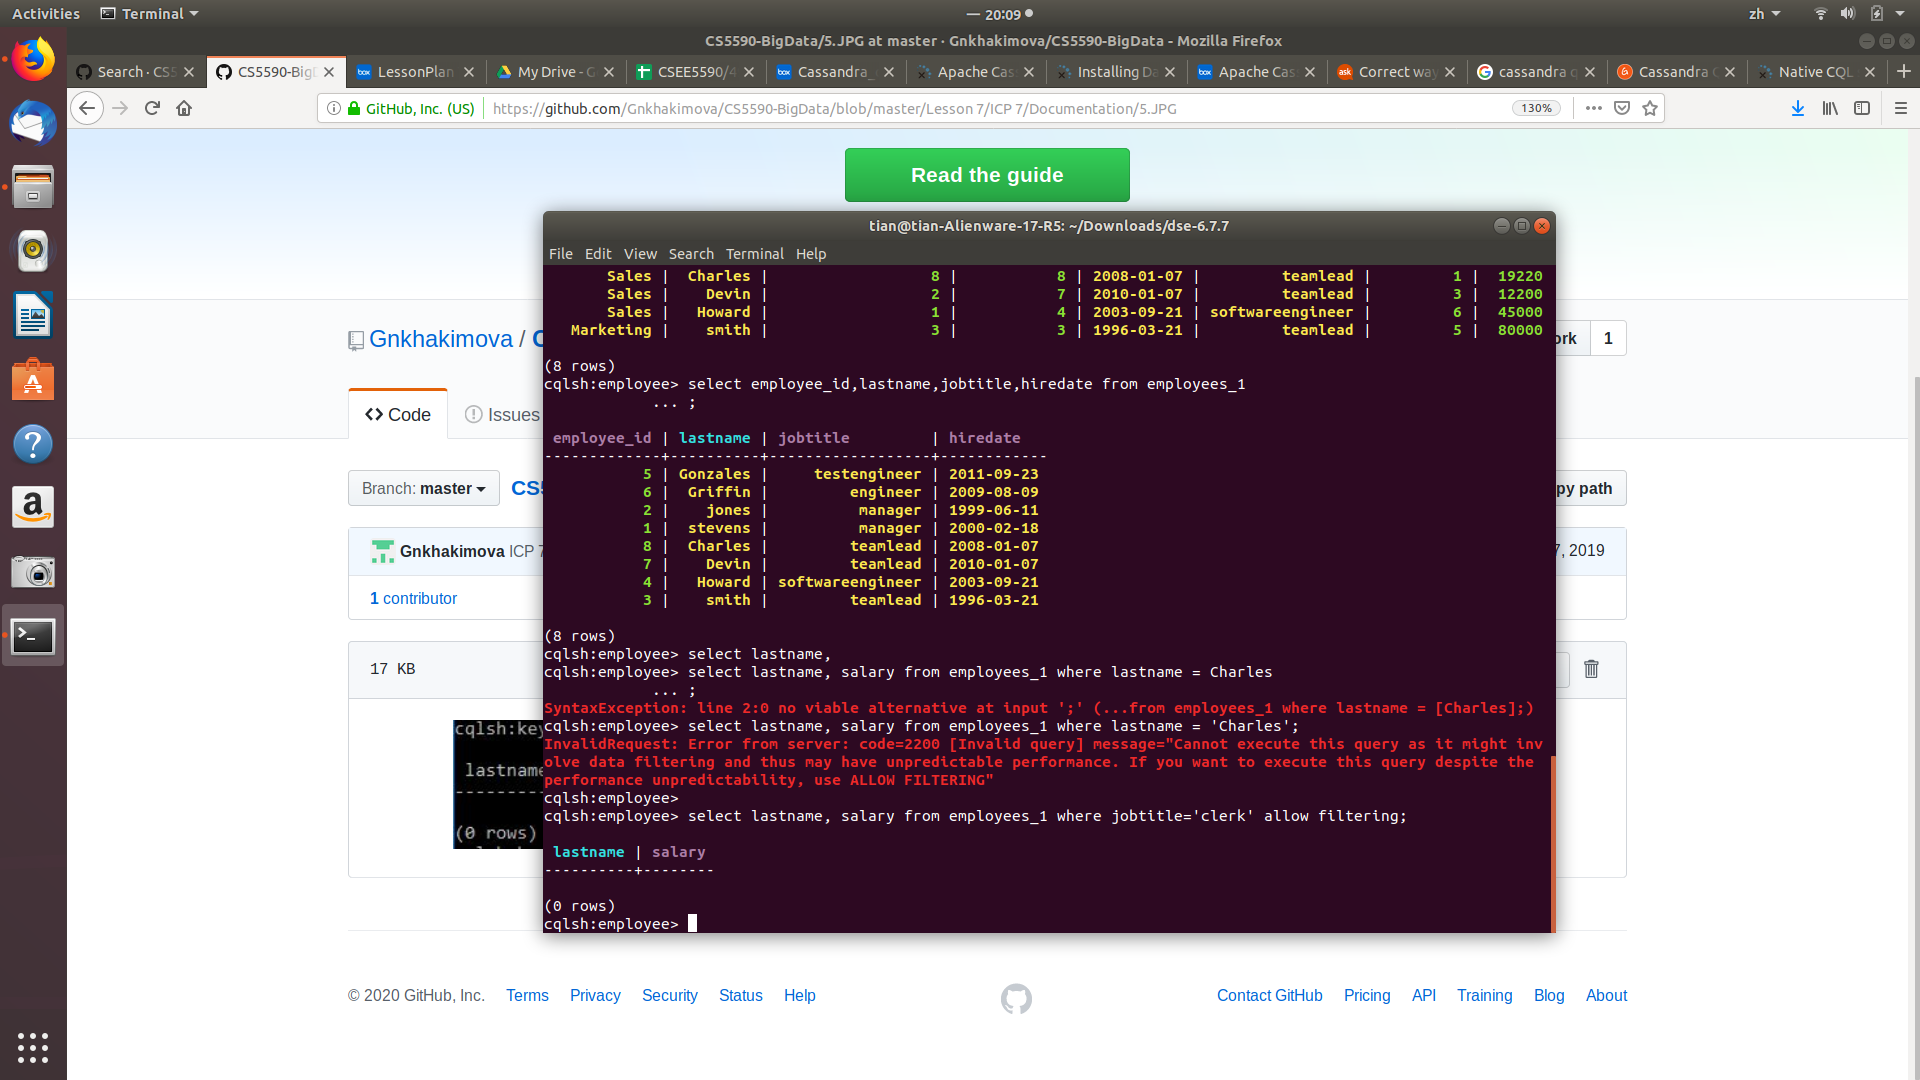 Activities Terminal — 20:09 zh
CS5590-BigData/5.JPG at master · Gnkhakimova/CS5590-BigData - Mozilla Firefox
Search · CS5 CS5590-Big LessonPlan My Drive - G CSEE5590/4 Cassandra_ Apache Cas Installing Da Apache Cas Correct way cassandra q Cassandra C Native CQL
GitHub, Inc. (US) https://github.com/Gnkhakimova/CS5590-BigData/blob/master/Lesson 7/ICP 7/Documentation/5.JPG 130%
Read the guide
tian@tian-Alienware-17-R5: ~/Downloads/dse-6.7.7
File Edit View Search Terminal Help
Sales | Charles | 8 | 8 | 2008-01-07 | teamlead | 1 | 19220
Sales | Devin | 2 | 7 | 2010-01-07 | teamlead | 3 | 12200
Sales | Howard | 1 | 4 | 2003-09-21 | softwareengineer | 6 | 45000
Marketing | smith | 3 | 3 | 1996-03-21 | teamlead | 5 | 80000
(8 rows)
cqlsh:employee> select employee_id,lastname,jobtitle,hiredate from employees_1
... ;
employee_id | lastname | jobtitle | hiredate
-------------+----------+------------------+------------
5 | Gonzales | testengineer | 2011-09-23
6 | Griffin | engineer | 2009-08-09
2 | jones | manager | 1999-06-11
1 | stevens | manager | 2000-02-18
8 | Charles | teamlead | 2008-01-07
7 | Devin | teamlead | 2010-01-07
4 | Howard | softwareengineer | 2003-09-21
3 | smith | teamlead | 1996-03-21
(8 rows)
cqlsh:employee> select lastname,
cqlsh:employee> select lastname, salary from employees_1 where lastname = Charles
... ;
SyntaxException: line 2:0 no viable alternative at input ';' (...from employees_1 where lastname = [Charles];)
cqlsh:employee> select lastname, salary from employees_1 where lastname = 'Charles';
InvalidRequest: Error from server: code=2200 [Invalid query] message="Cannot execute this query as it might inv
olve data filtering and thus may have unpredictable performance. If you want to execute this query despite the
performance unpredictability, use ALLOW FILTERING"
cqlsh:employee>
cqlsh:employee> select lastname, salary from employees_1 where jobtitle='clerk' allow filtering;
lastname | salary
----------+--------
(0 rows)
cqlsh:employee>
Gnkhakimova / C
ork 1
Code Issues
Branch: master CS5
py path
Gnkhakimova ICP 7
7, 2019
1 contributor
17 KB
cqlsh:key
lastname
----------
(0 rows)
© 2020 GitHub, Inc. Terms Privacy Security Status Help Contact GitHub Pricing API Training Blog About